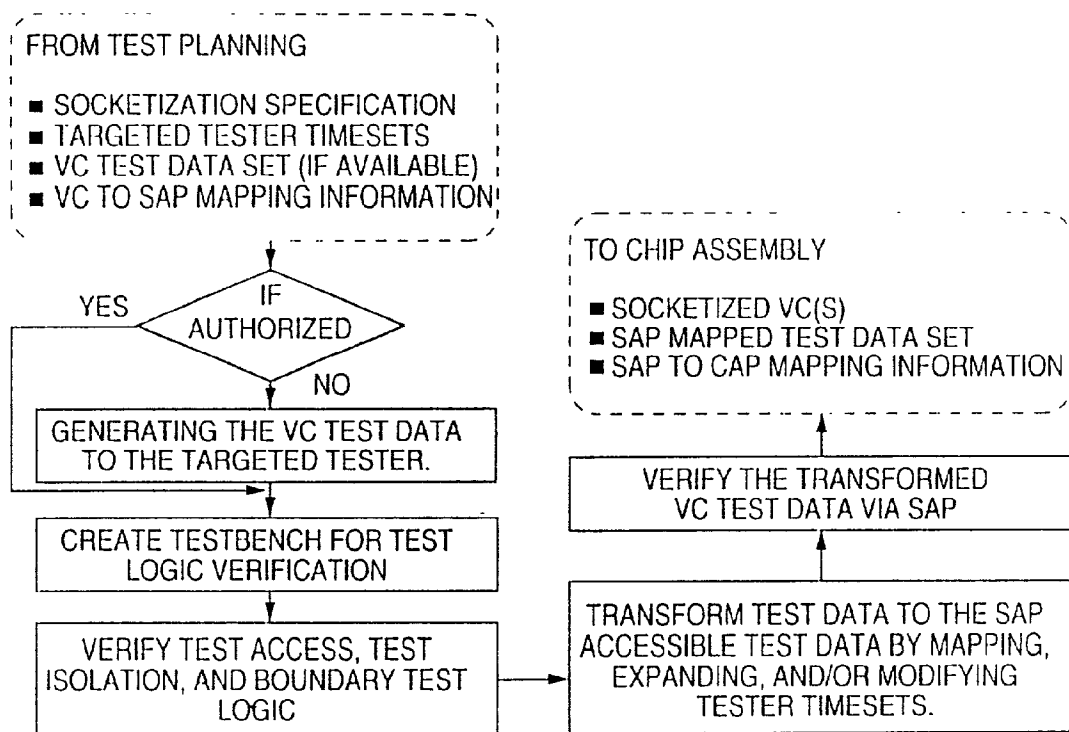 FROM TEST PLANNING
■ SOCKETIZATION SPECIFICATION
■ TARGETED TESTER TIMESETS
■ VC TEST DATA SET (IF AVAILABLE)
■ VC TO SAP MAPPING INFORMATION
YES
IF
AUTHORIZED
NO
GENERATING THE VC TEST DATA
TO THE TARGETED TESTER.
CREATE TESTBENCH FOR TEST
LOGIC VERIFICATION
VERIFY TEST ACCESS, TEST
ISOLATION, AND BOUNDARY TEST
LOGIC
TRANSFORM TEST DATA TO THE SAP
ACCESSIBLE TEST DATA BY MAPPING,
EXPANDING, AND/OR MODIFYING
TESTER TIMESETS.
VERIFY THE TRANSFORMED
VC TEST DATA VIA SAP
TO CHIP ASSEMBLY
■ SOCKETIZED VC(S)
■ SAP MAPPED TEST DATA SET
■ SAP TO CAP MAPPING INFORMATION